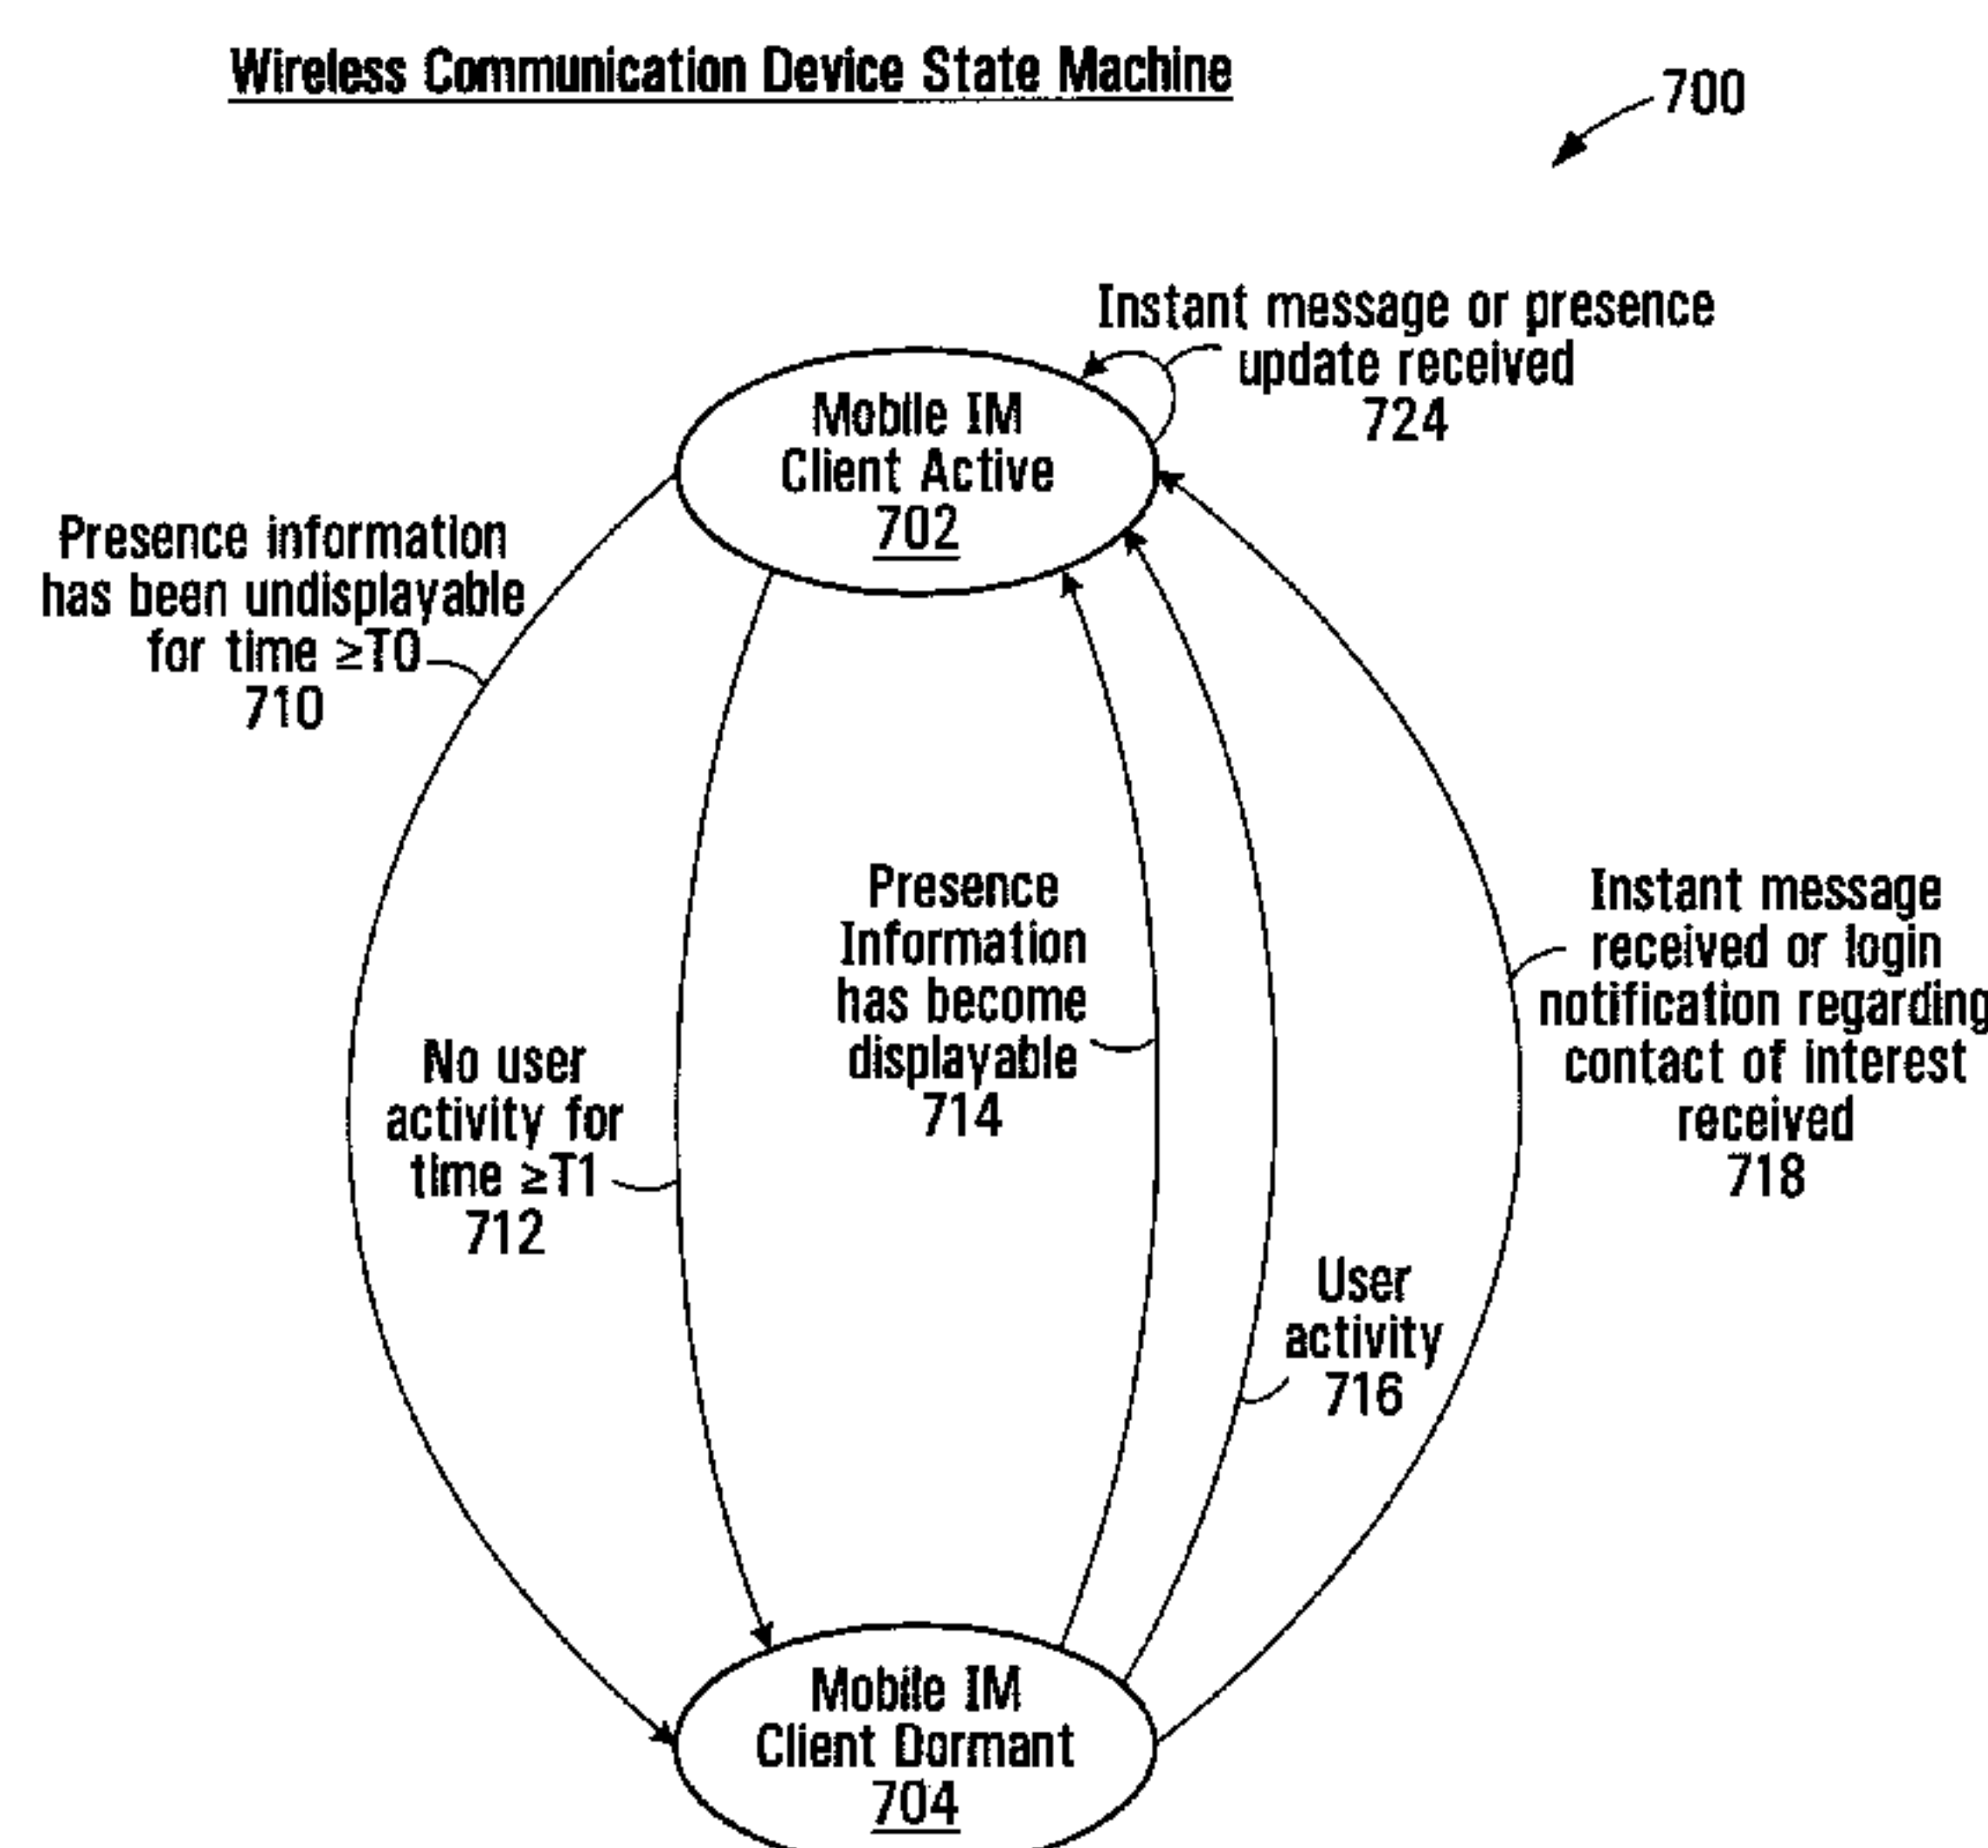 Wireless Communication Device State Machine
700
Instant message or presence
update received
724
Mobile IM
Client Active
702
Presence information
has been undisplayable
for time ≥T0
710
Presence
Information
has become
displayable
714
Instant message
received or login
notification regarding
contact of interest
received
718
No user
activity for
time ≥T1
712
User
activity
716
Mobile IM
Client Dormant
704